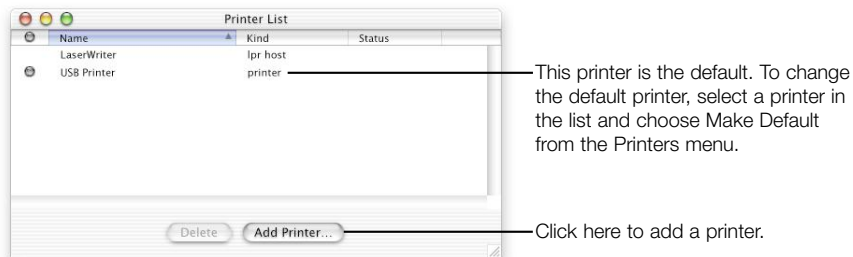 Printer List
Name Kind Status
LaserWriter lpr host
USB Printer printer
This printer is the default. To change
the default printer, select a printer in
the list and choose Make Default
from the Printers menu.
Delete Add Printer...
Click here to add a printer.